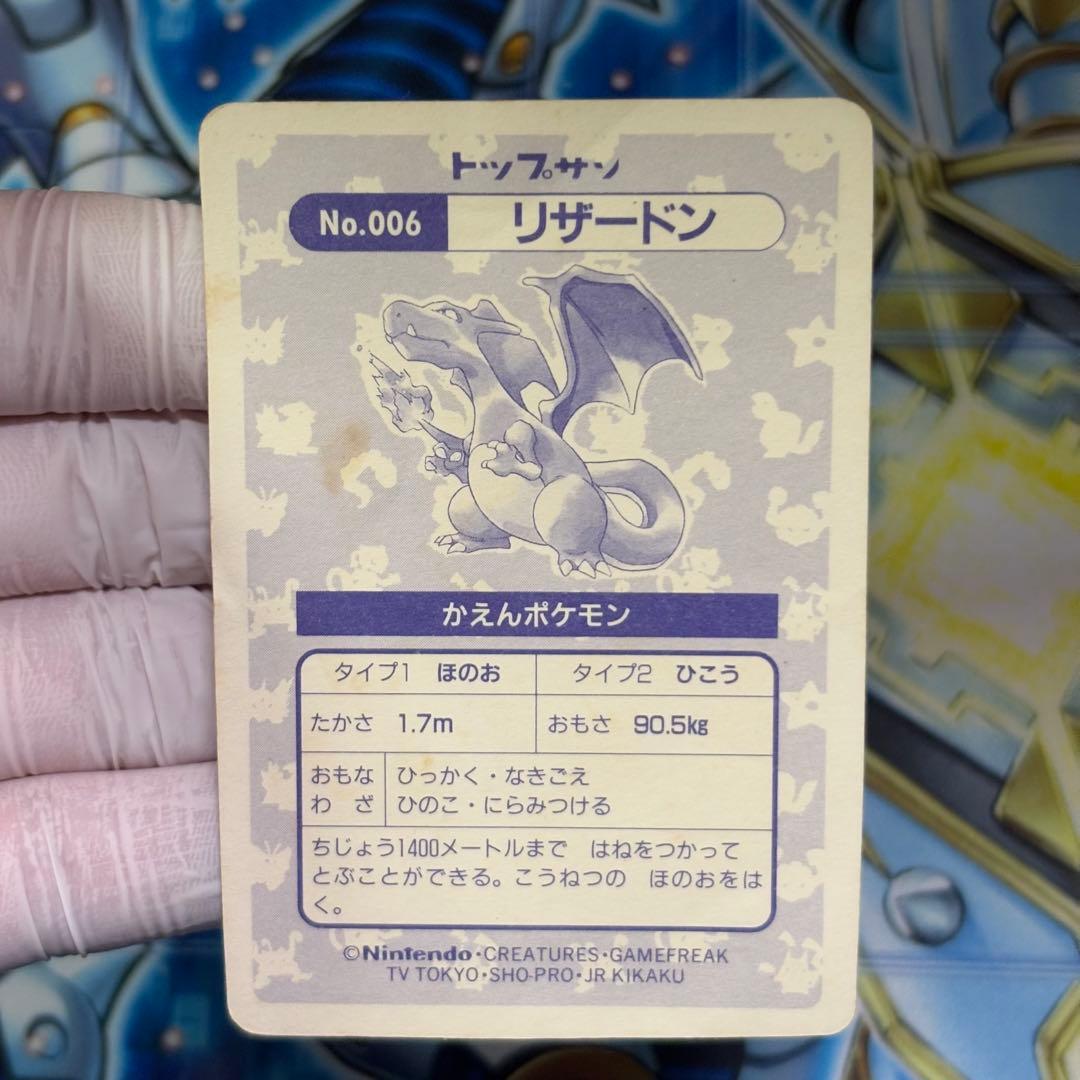 トップサン
No.006 リザードン
かえんポケモン
タイプ1 ほのお タイプ2 ひこう
たかさ 1.7m おもさ 90.5kg
おもな ひっかく・なきごえ
わざ ひのこ・にらみつける
ちじょう1400メートルまで はねをつかって
とぶことができる。こうねつの ほのおをは
く。
©Nintendo・CREATURES・GAMEFREAK
TV TOKYO・SHO-PRO・JR KIKAKU